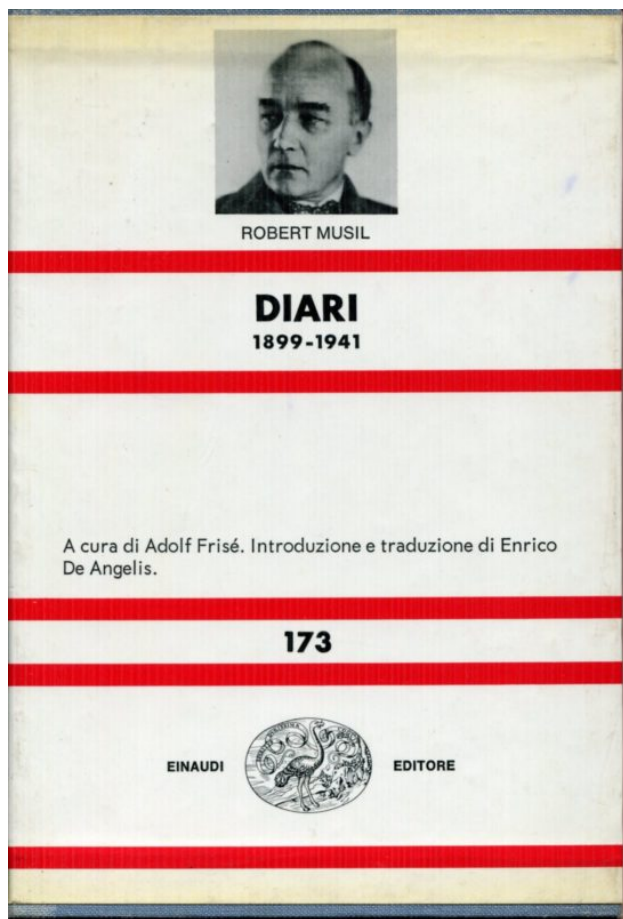 ROBERT MUSIL
DIARI
1899-1941
A cura di Adolf Frisé. Introduzione e traduzione di Enrico
De Angelis.
173
EINAUDI
EDITORE